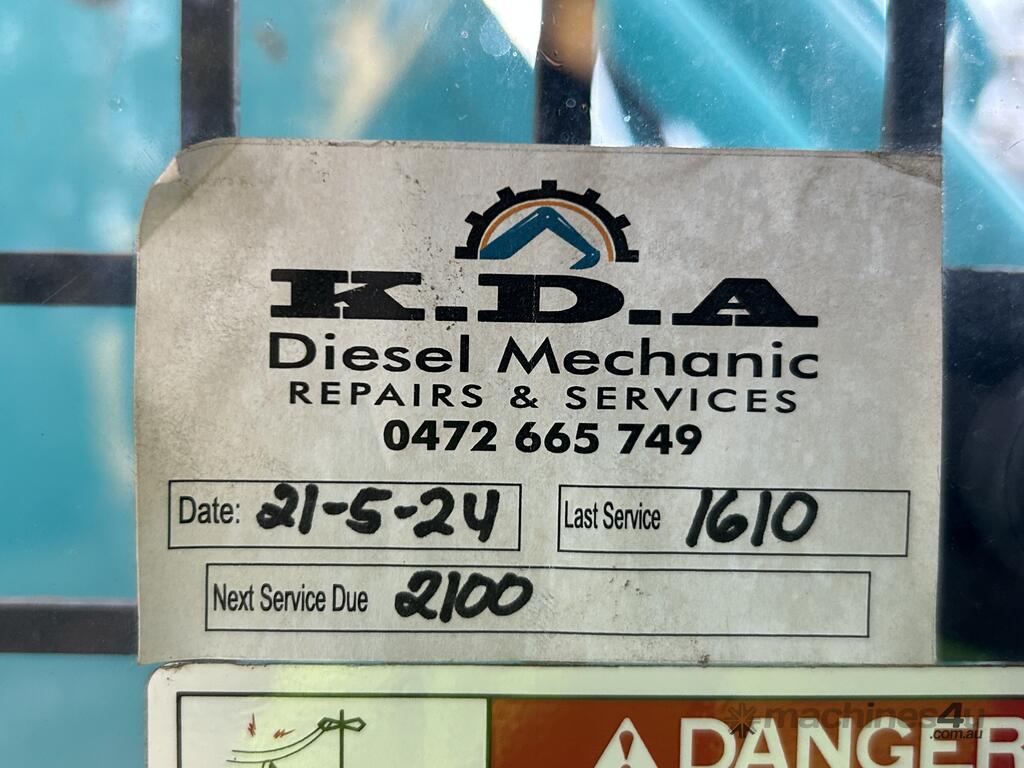 K.D.A
Diesel Mechanic
REPAIRS & SERVICES
0472 665 749
Date: 21-5-24
Last Service 1610
Next Service Due 2100
DANGER
machines4u
.com.au